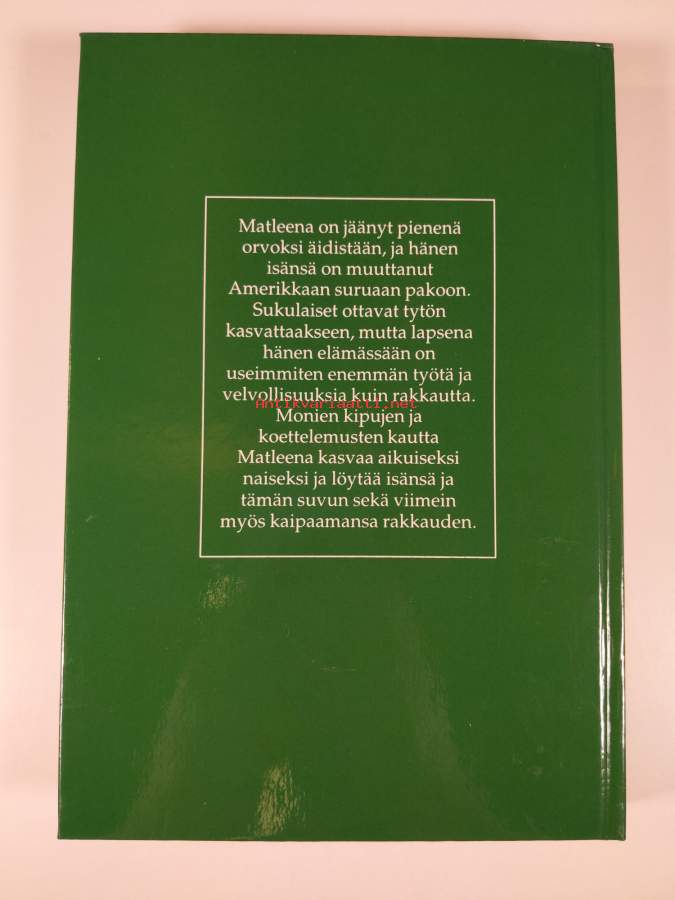 Matleena on jäänyt pienenä
orvoksi äidistään, ja hänen
isänsä on muuttanut
Amerikkaan suruaan pakoon.
Sukulaiset ottavat tytön
kasvattaakseen, mutta lapsena
hänen elämässään on
useimmiten enemmän työtä ja
velvollisuuksia kuin rakkautta.
Antikvariaatti.net
Monien kipujen ja
koettelemusten kautta
Matleena kasvaa aikuiseksi
naiseksi ja löytää isänsä ja
tämän suvun sekä viimein
myös kaipaamansa rakkauden.